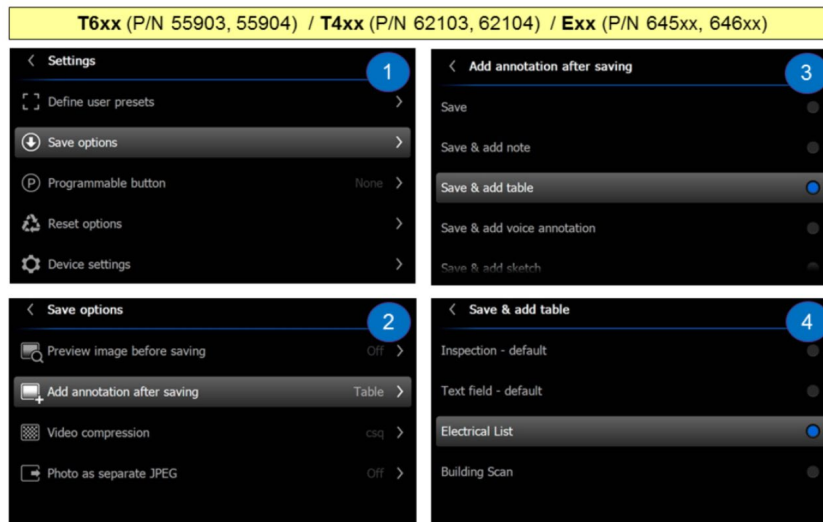 T6xx (P/N 55903, 55904) / T4xx (P/N 62103, 62104) / Exx (P/N 645xx, 646xx)
Settings
1
Define user presets
Save options
P Programmable button None
Reset options
Device settings
Save options
2
Preview image before saving Off
Add annotation after saving Table
Video compression csq
Photo as separate JPEG Off
Add annotation after saving
3
Save
Save & add note
Save & add table
Save & add voice annotation
Save & add sketch
Save & add table
4
Inspection - default
Text field - default
Electrical List
Building Scan